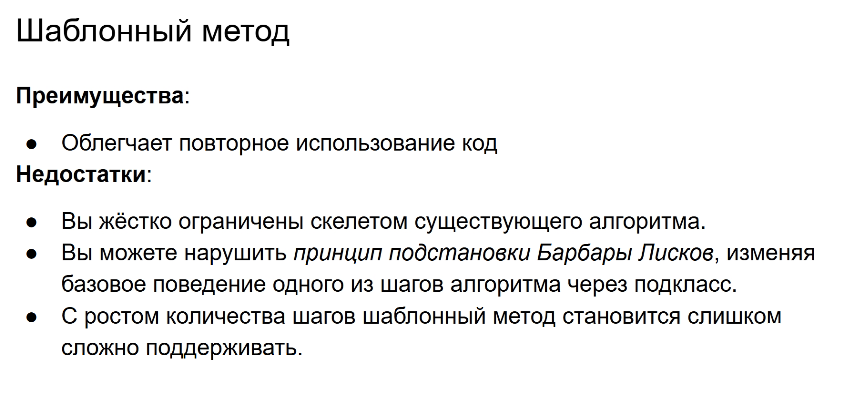 Шаблонный метод
Преимущества:
● Облегчает повторное использование код
Недостатки:
● Вы жёстко ограничены скелетом существующего алгоритма.
● Вы можете нарушить принцип подстановки Барбары Лисков, изменяя
базовое поведение одного из шагов алгоритма через подкласс.
● С ростом количества шагов шаблонный метод становится слишком
сложно поддерживать.